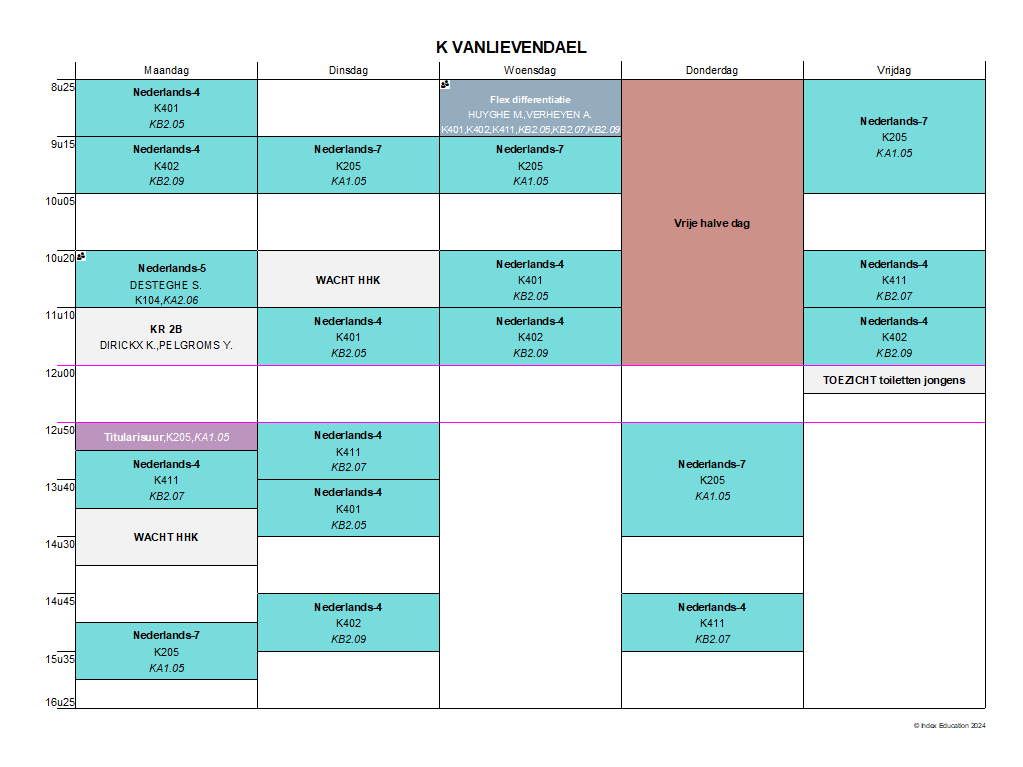 K VANLIEVENDAEL
Maandag
Dinsdag
Woensdag
Donderdag
Vrijdag
8u25
9u15
10u05
10u20
11u10
12u00
12u50
13u40
14u30
14u45
15u35
16u25
Nederlands-4
K401
KB2.05
Nederlands-4
K402
KB2.09
Nederlands-5
DESTEGHE S.
K104,KA2.06
KR 2B
DIRICKX K.,PELGROMS Y.
Titularisuur,K205,KA1.05
Nederlands-4
K411
KB2.07
WACHT HHK
Nederlands-7
K205
KA1.05
Nederlands-7
K205
KA1.05
WACHT HHK
Nederlands-4
K401
KB2.05
Nederlands-4
K411
KB2.07
Nederlands-4
K401
KB2.05
Nederlands-4
K402
KB2.09
Flex differentiatie
HUYGHE M.,VERHEYEN A.
K401,K402,K411,KB2.05,KB2.07,KB2.09
Nederlands-7
K205
KA1.05
Nederlands-4
K401
KB2.05
Nederlands-4
K402
KB2.09
Vrije halve dag
Nederlands-7
K205
KA1.05
Nederlands-4
K411
KB2.07
Nederlands-7
K205
KA1.05
Nederlands-4
K411
KB2.07
Nederlands-4
K402
KB2.09
TOEZICHT toiletten jongens
© Index Education 2024